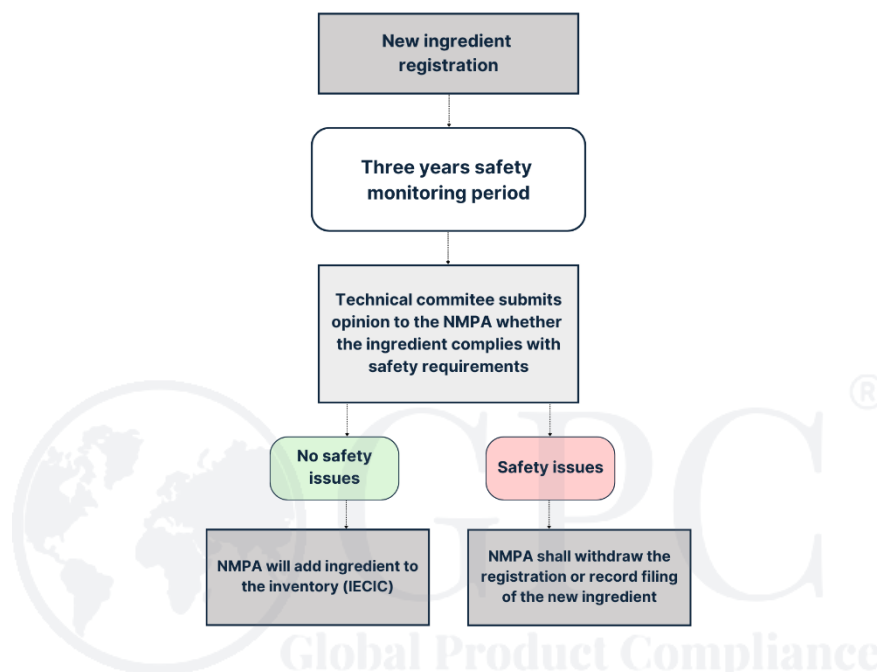 New ingredient
registration
Three years safety
monitoring period
Technical commitee submits
opinion to the NMPA whether
the ingredient complies with
safety requirements
No safety
issues
Safety issues
NMPA will add ingredient to
the inventory (IECIC)
NMPA shall withdraw the
registration or record filing
of the new ingredient
GPC®
Global Product Compliance